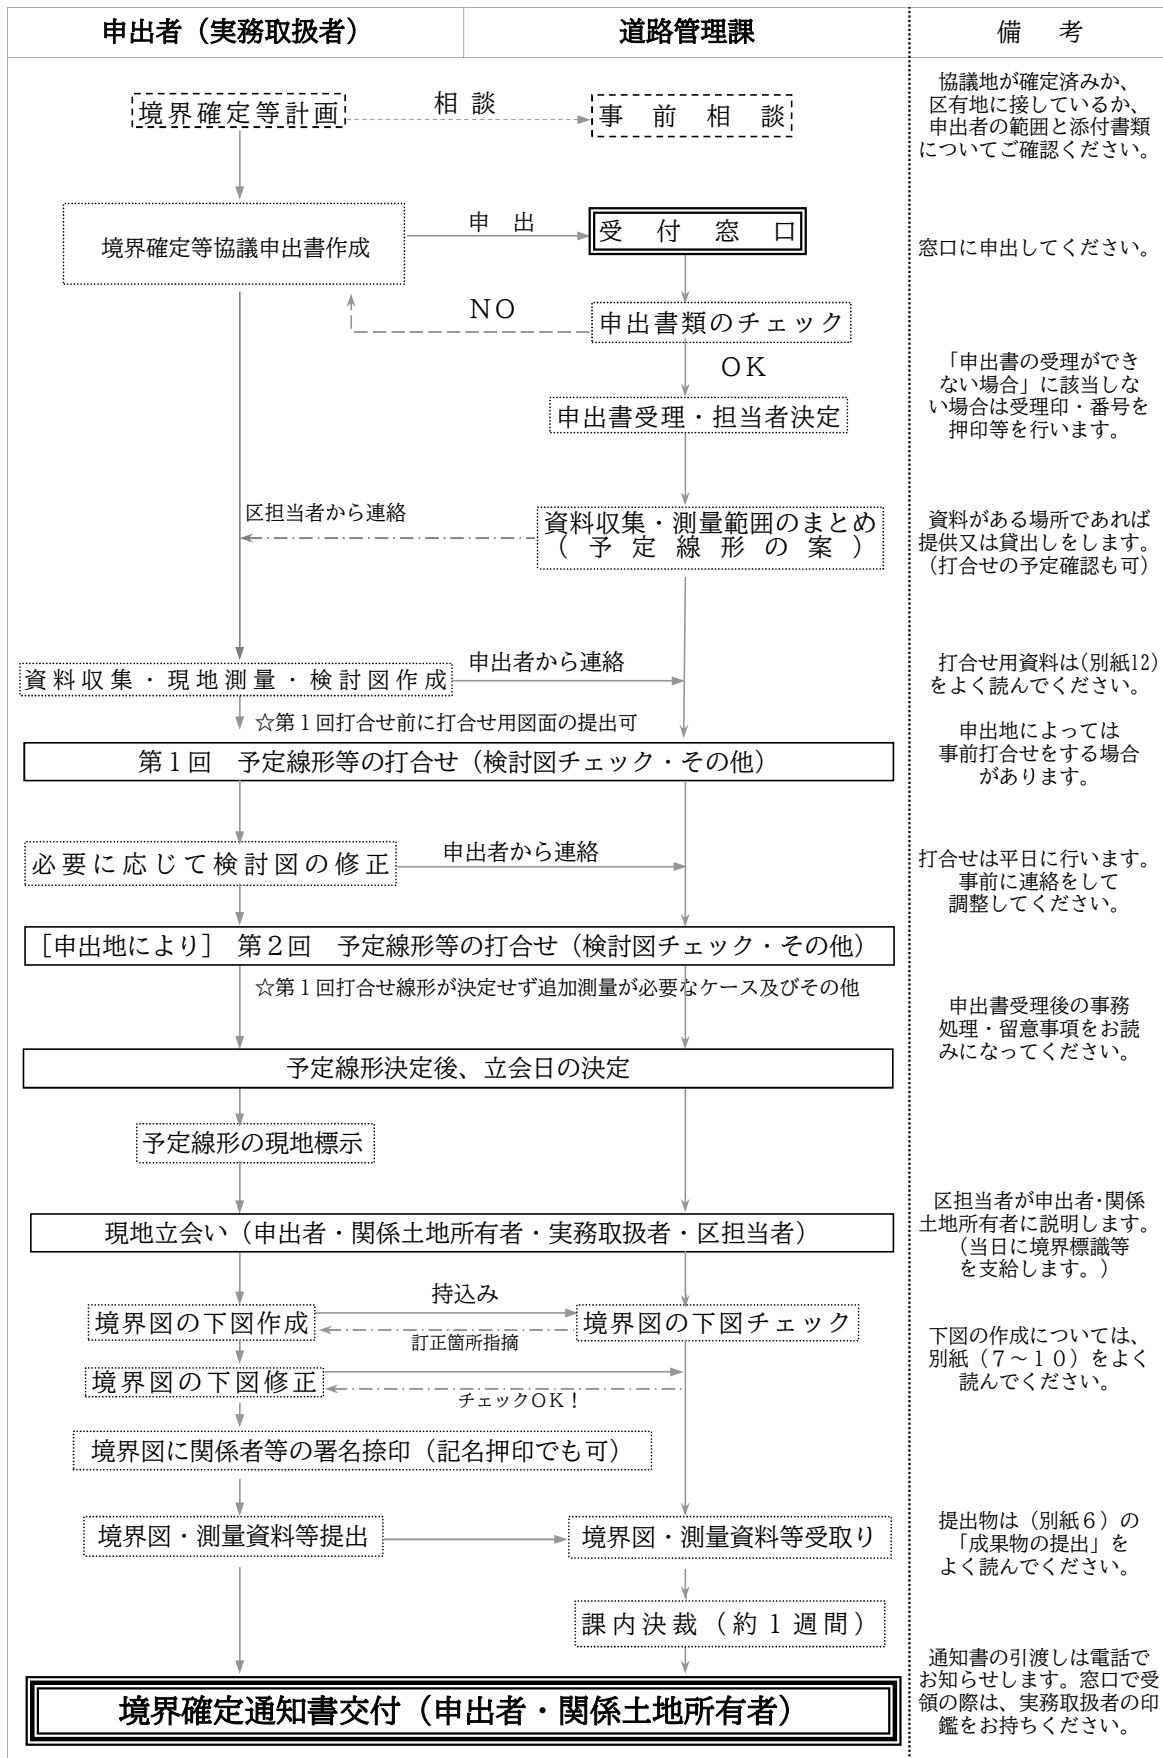 申出者（実務取扱者）
道路管理課
備　考
境界確定等計画
相 談
事　前　相　談
協議地が確定済みか、
区有地に接しているか、
申出者の範囲と添付書類
についてご確認ください。
境界確定等協議申出書作成
申　出
受　付　窓　口
窓口に申出してください。
ＮＯ
申出書類のチェック
ＯＫ
申出書受理・担当者決定
「申出書の受理ができ
ない場合」に該当しな
い場合は受理印・番号を
押印等を行います。
区担当者から連絡
資料収集・測量範囲のまとめ
（ 予 定 線 形 の 案 ）
資料がある場所であれば
提供又は貸出しをします。
（打合せの予定確認も可）
資料収集・現地測量・検討図作成
申出者から連絡
打合せ用資料は(別紙12)
をよく読んでください。
☆第１回打合せ前に打合せ用図面の提出可
第１回　予定線形等の打合せ（検討図チェック・その他）
申出地によっては
事前打合せをする場合
があります。
必要に応じて検討図の修正
申出者から連絡
打合せは平日に行います。
事前に連絡をして
調整してください。
［申出地により］　第２回　予定線形等の打合せ（検討図チェック・その他）
☆第１回打合せ線形が決定せず追加測量が必要なケース及びその他
申出書受理後の事務
処理・留意事項をお読
みになってください。
予定線形決定後、立会日の決定
予定線形の現地標示
現地立会い（申出者・関係土地所有者・実務取扱者・区担当者）
区担当者が申出者･関係
土地所有者に説明します。
（当日に境界標識等
を支給します。）
境界図の下図作成
持込み
訂正箇所指摘
境界図の下図チェック
下図の作成については、
別紙（７～１０）をよく
読んでください。
境界図の下図修正
チェックＯＫ！
境界図に関係者等の署名捺印（記名押印でも可）
境界図・測量資料等提出
境界図・測量資料等受取り
提出物は（別紙６）の
「成果物の提出」を
よく読んでください。
課内決裁（約１週間）
境界確定通知書交付（申出者・関係土地所有者）
通知書の引渡しは電話で
お知らせします。窓口で受
領の際は、実務取扱者の印
鑑をお持ちください。